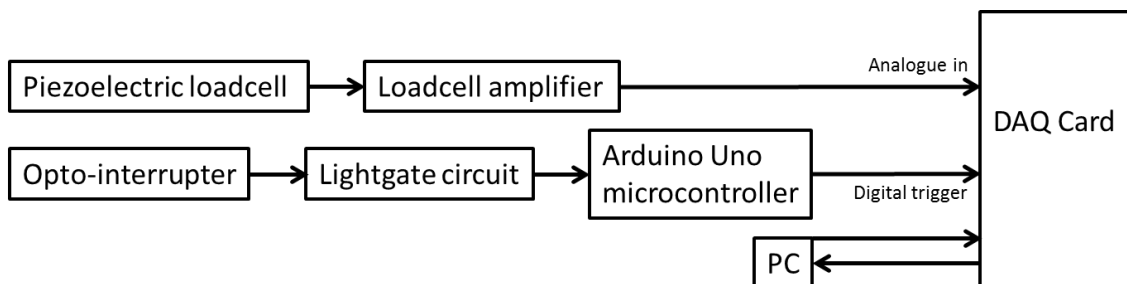 Piezoelectric loadcell
Loadcell amplifier
Analogue in
DAQ Card
Opto-interrupter
Lightgate circuit
Arduino Uno
microcontroller
Digital trigger
PC